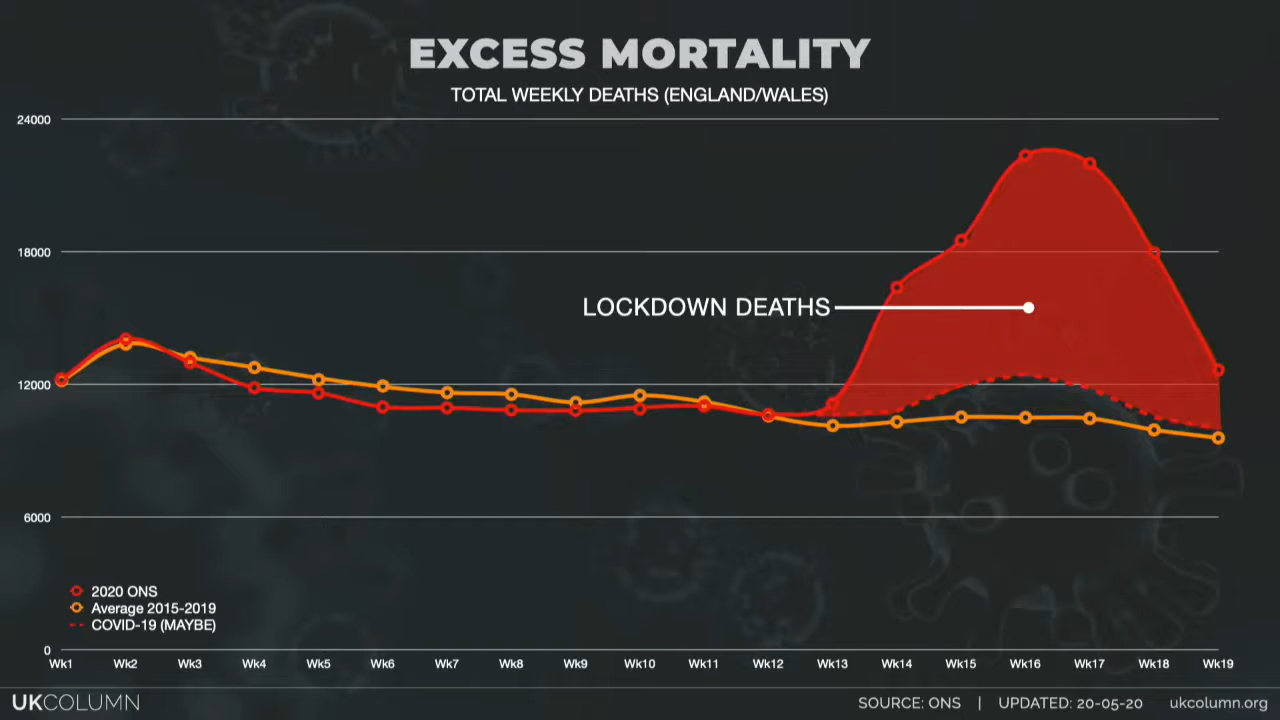 EXCESS MORTALITY
TOTAL WEEKLY DEATHS (ENGLAND/WALES)
24000
18000
LOCKDOWN DEATHS
12000
6000
2020 ONS
Average 2015-2019
COVID-19 (MAYBE)
0
Wk1 Wk2 Wk3 Wk4 Wk5 Wk6 Wk7 Wk8 Wk9 Wk10 Wk11 Wk12 Wk13 Wk14 Wk15 Wk16 Wk17 Wk18 Wk19
UKCOLUMN SOURCE: ONS | UPDATED: 20-05-20 ukcolumn.org